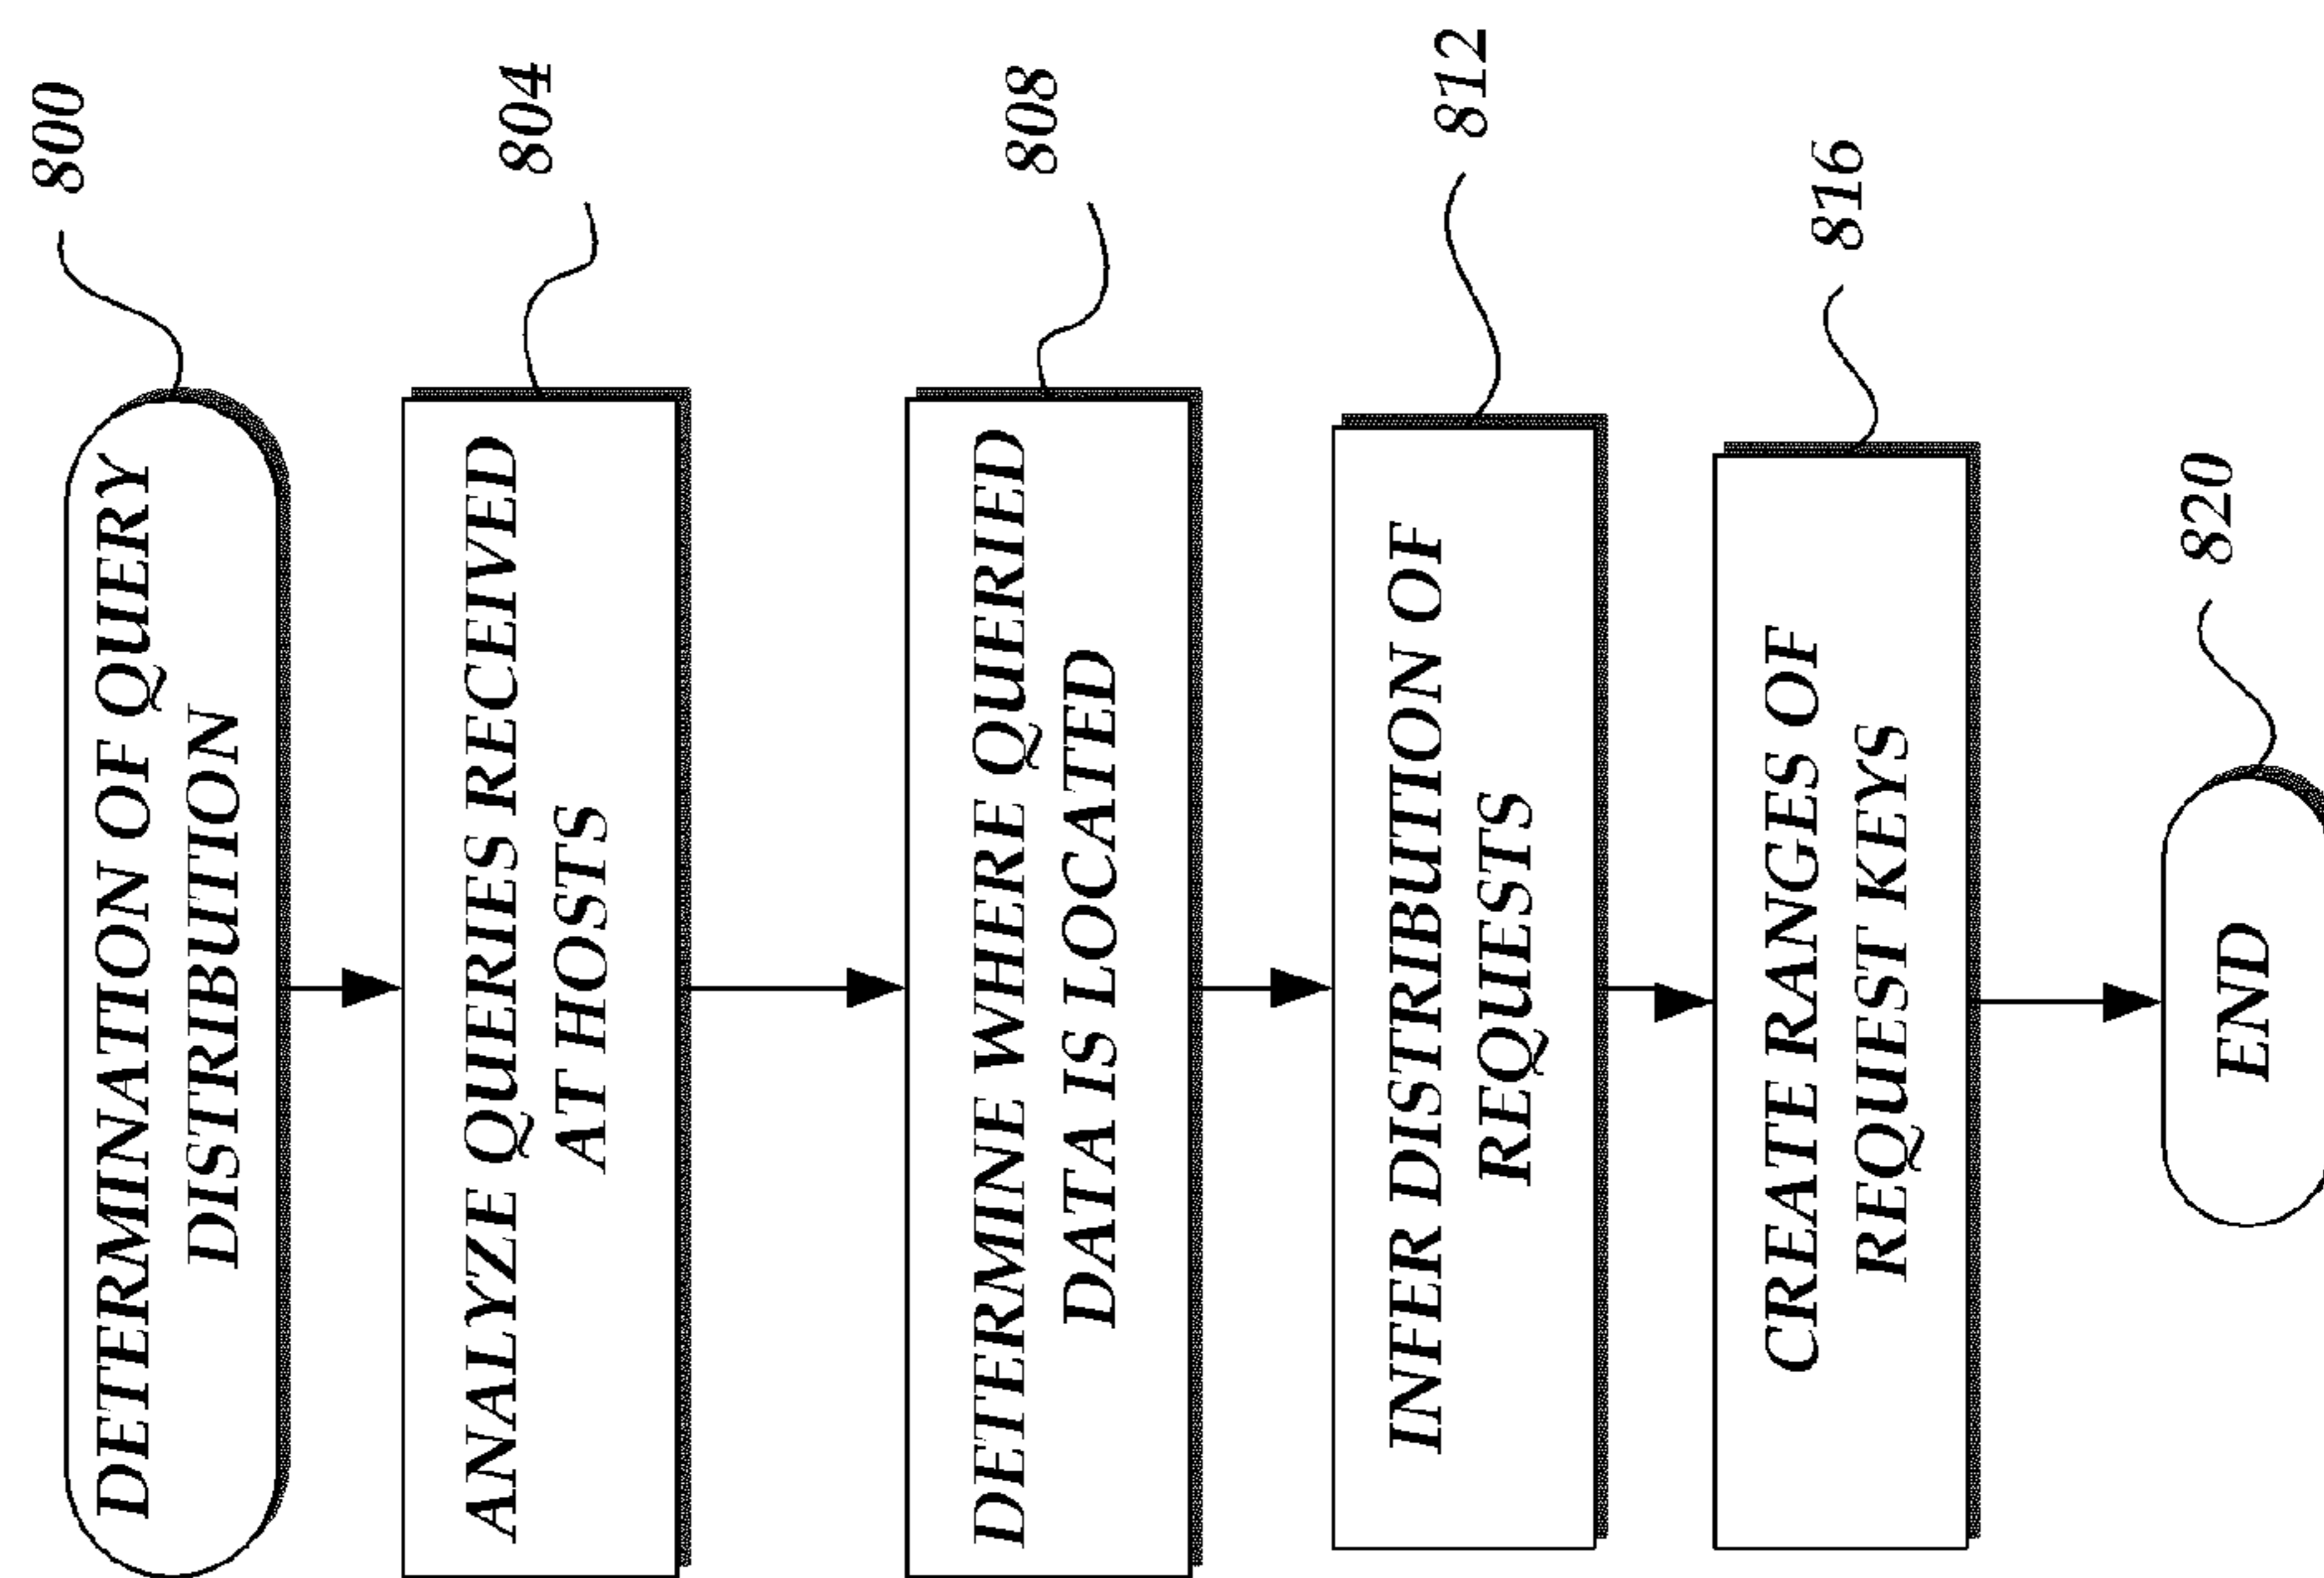 800
DETERMINATION OF QUERY
DISTRIBUTION
804
ANALYZE QUERIES RECEIVED
AT HOSTS
808
DETERMINE WHERE QUERIED
DATA IS LOCATED
812
INFER DISTRIBUTION OF
REQUESTS
816
CREATE RANGES OF
REQUEST KEYS
820
END